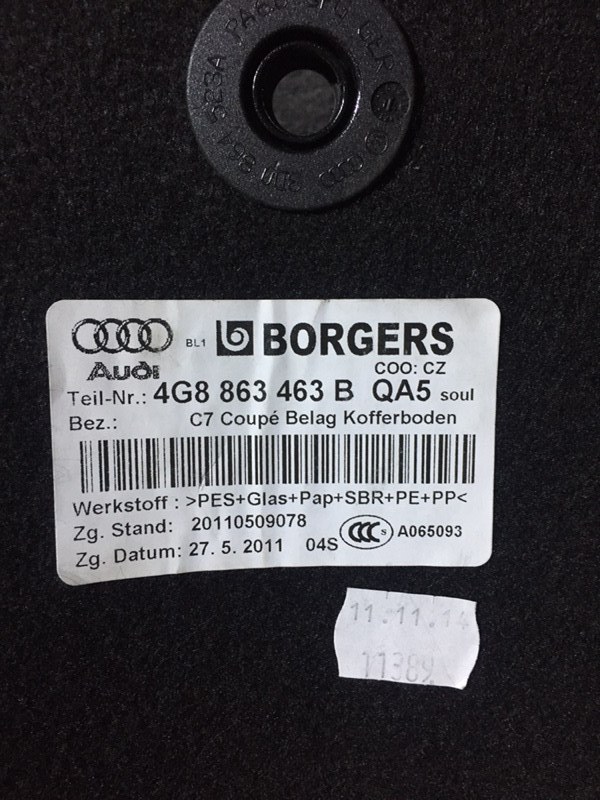 BL1 BORGERS
Audi
COO: CZ
Teil-Nr.: 4G8 863 463 B QA5 soul
Bez.: C7 Coupé Belag Kofferboden
Werkstoff : >PES+Glas+Pap+SBR+PE+PP<
Zg. Stand: 20110509078
CCC S A065093
Zg. Datum: 27. 5. 2011 04S
11.11.14